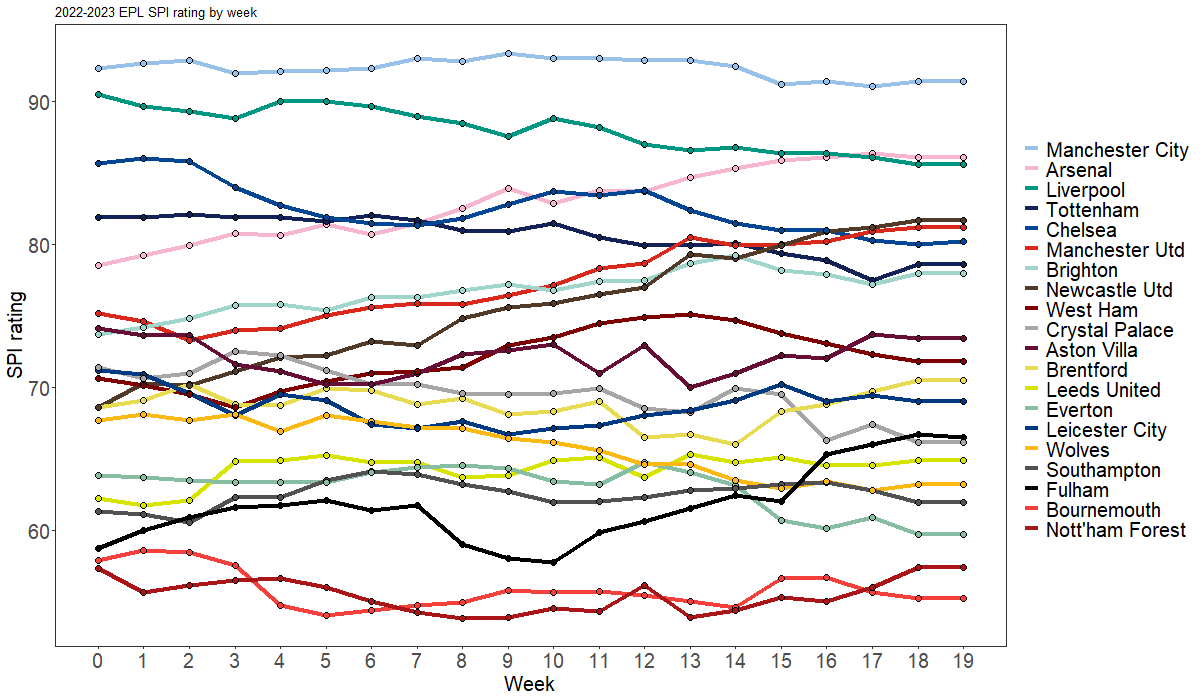 2022-2023 EPL SPI rating by week
SPI rating
90
80
70
60
0 1 2 3 4 5 6 7 8 9 10 11 12 13 14 15 16 17 18 19
Week
Manchester City
Arsenal
Liverpool
Tottenham
Chelsea
Manchester Utd
Brighton
Newcastle Utd
West Ham
Crystal Palace
Aston Villa
Brentford
Leeds United
Everton
Leicester City
Wolves
Southampton
Fulham
Bournemouth
Nott'ham Forest